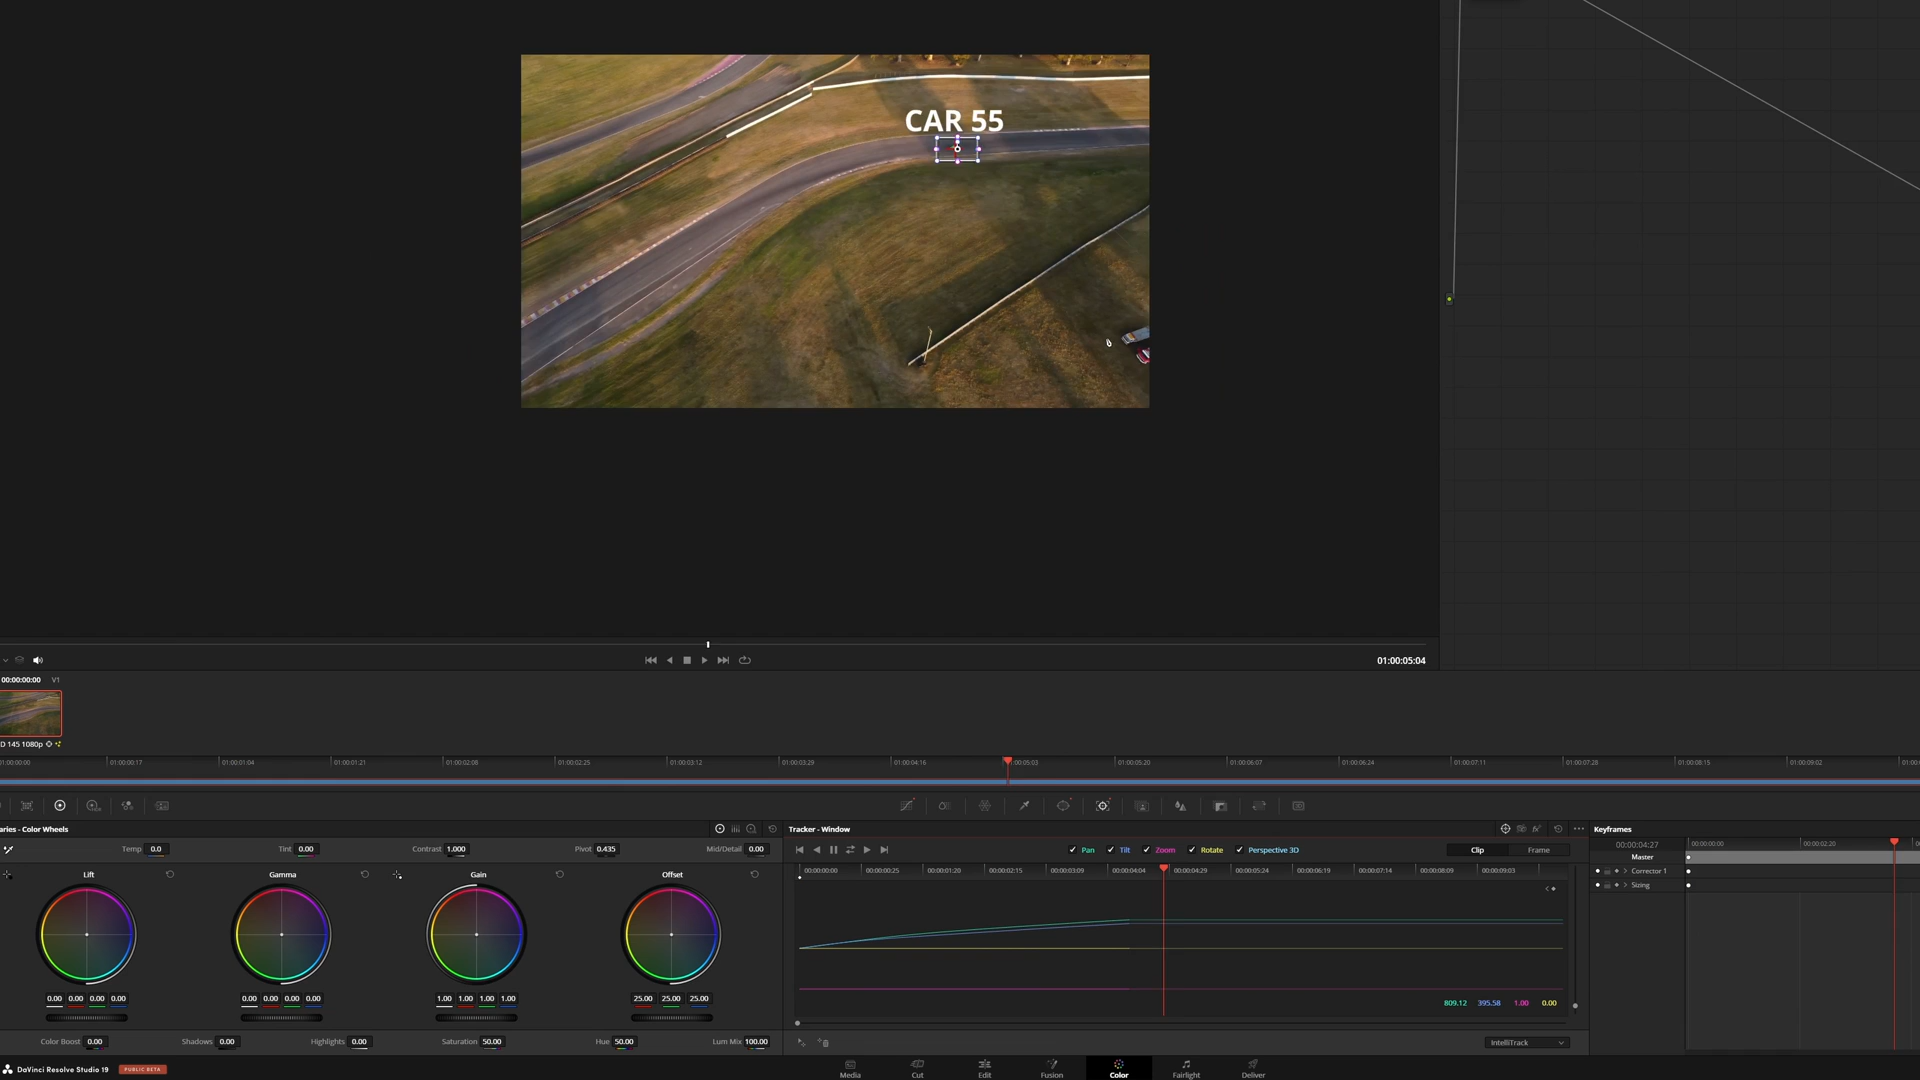 CAR 55
01:00:05:04
00:00:00:00 V1
D 145 1080p
01:00:00:17 01:00:01:04 01:00:01:21 01:00:02:08 01:00:02:25 01:00:03:12 01:00:03:29 01:00:04:16 :00:05:03 01:00:05:20 01:00:06:07 01:00:06:24 01:00:07:11 01:00:07:28 01:00:08:15 01:00:09:02
aries - Color Wheels
Temp 0.0 Tint 0.00 Contrast 1.000 Pivot 0.435 Mid/Detail 0.00
Lift Gamma Gain Offset
0.00 0.00 0.00 0.00 0.00 0.00 0.00 0.00 1.00 1.00 1.00 1.00 25.00 25.00 25.00
Color Boost 0.00 Shadows 0.00 Highlights 0.00 Saturation 50.00 Hue 50.00 Lum Mix 100.00
Tracker - Window
Pan Tilt Zoom Rotate Perspective 3D Clip Frame
00:00:00:00 00:00:00:25 00:00:01:20 00:00:02:15 00:00:03:09 00:00:04:04 00:00:04:29 00:00:05:24 00:00:06:19 00:00:07:14 00:00:08:09 00:00:09:03
809.12 395.58 1.00 0.00
IntelliTrack
Keyframes
00:00:04:27 00:00:00:00 00:00:02:20
Master
Corrector 1
Sizing
DaVinci Resolve Studio 19 PUBLIC BETA
Media Cut Edit Fusion Color Fairlight Deliver